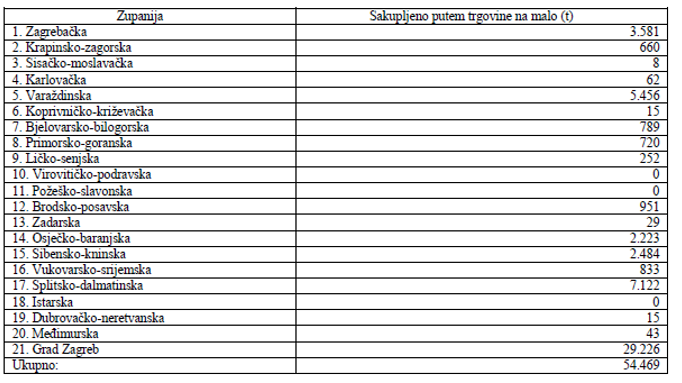 Zupanija Sakupljeno putem trgovine na malo (t)
1. Zagrebačka 3.581
2. Krapinsko-zagorska 660
3. Sisačko-moslavačka 8
4. Karlovačka 62
5. Varaždinska 5.456
6. Koprivničko-križevačka 15
7. Bjelovarsko-bilogorska 789
8. Primorsko-goranska 720
9. Ličko-senjska 252
10. Virovitičko-podravska 0
11. Požeško-slavonska 0
12. Brodsko-posavska 951
13. Zadarska 29
14. Osječko-baranjska 2.223
15. Sibensko-kninska 2.484
16. Vukovarsko-srijemska 833
17. Splitsko-dalmatinska 7.122
18. Istarska 0
19. Dubrovačko-neretvanska 15
20. Međimurska 43
21. Grad Zagreb 29.226
Ukupno: 54.469